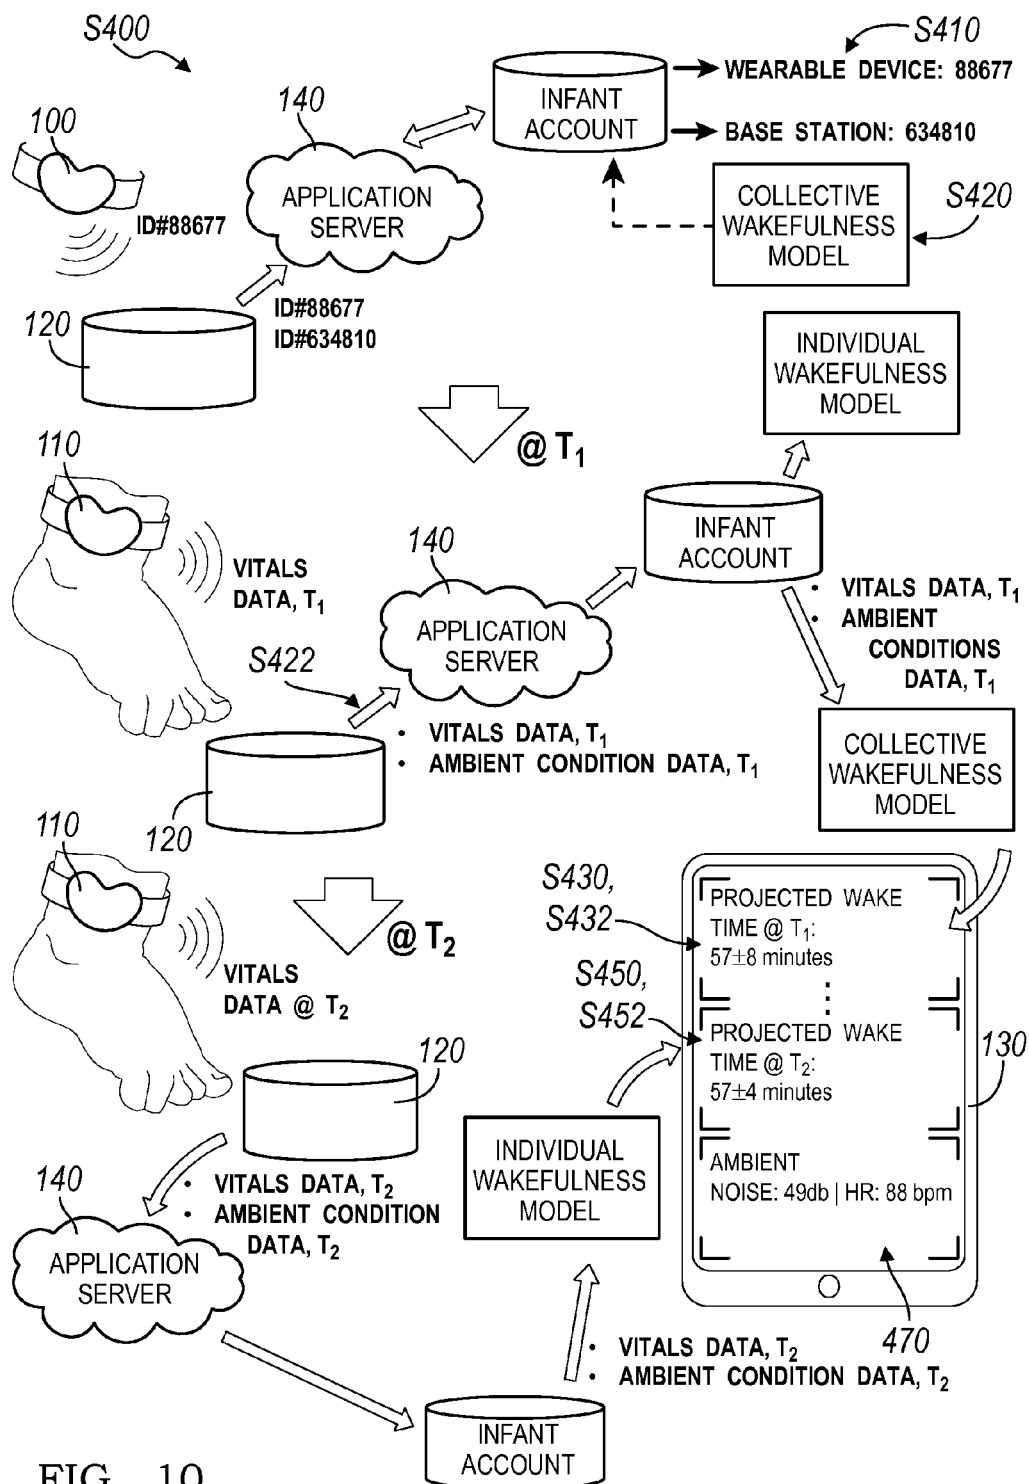 S400
S410
WEARABLE DEVICE: 88677
INFANT
ACCOUNT
BASE STATION: 634810
140
100
APPLICATION
SERVER
ID#88677
COLLECTIVE
WAKEFULNESS
MODEL
S420
ID#88677
ID#634810
120
INDIVIDUAL
WAKEFULNESS
MODEL
@ T1
110
INFANT
ACCOUNT
140
VITALS
DATA, T1
APPLICATION
SERVER
• VITALS DATA, T1
• AMBIENT
CONDITIONS
DATA, T1
S422
• VITALS DATA, T1
• AMBIENT CONDITION DATA, T1
COLLECTIVE
WAKEFULNESS
MODEL
120
110
@ T2
VITALS
DATA @ T2
S430,
S432
PROJECTED WAKE
TIME @ T1:
57±8 minutes
S450,
S452
PROJECTED WAKE
TIME @ T2:
57±4 minutes
130
120
INDIVIDUAL
WAKEFULNESS
MODEL
AMBIENT
NOISE: 49db | HR: 88 bpm
140
• VITALS DATA, T2
• AMBIENT CONDITION
DATA, T2
APPLICATION
SERVER
470
• VITALS DATA, T2
• AMBIENT CONDITION DATA, T2
INFANT
ACCOUNT
FIG. 10